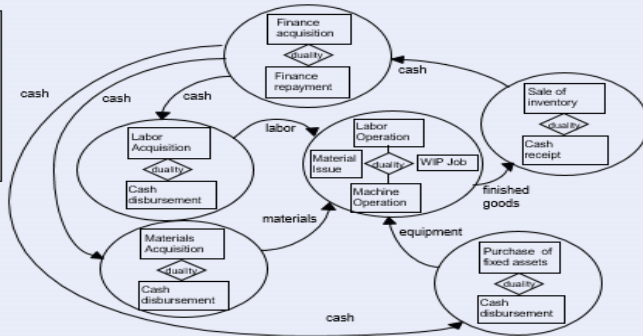 Finance
acquisition
duality
Finance
repayment
cash
cash
cash
cash
Sale of
inventory
duality
Cash
receipt
Labor
Acquisition
duality
Cash
disbursement
labor
Labor
Operation
Material
Issue
duality
WIP Job
Machine
Operation
finished
goods
materials
equipment
Materials
Acquisition
duality
Cash
disbursement
Purchase of
fixed assets
duality
Cash
disbursement
cash